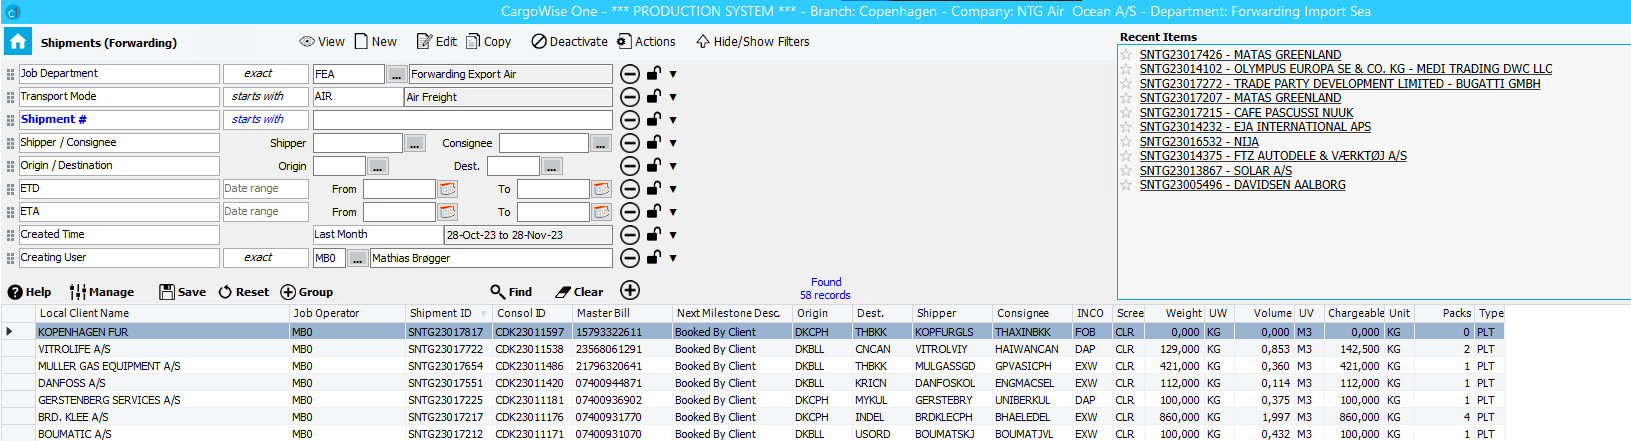 CargoWise One - *** PRODUCTION SYSTEM *** - Branch: Copenhagen - Company: NTG Air  Ocean A/S - Department: Forwarding Import Sea
Shipments (Forwarding) View New Edit Copy Deactivate Actions Hide/Show Filters
Job Department exact FEA ... Forwarding Export Air
Transport Mode starts with AIR Air Freight
Shipment # starts with
Shipper / Consignee Shipper ... Consignee ...
Origin / Destination Origin ... Dest. ...
ETD Date range From To
ETA Date range From To
Created Time Last Month 28-Oct-23 to 28-Nov-23
Creating User exact MB0 ... Mathias Brøgger
Help Manage Save Reset Group Find Clear
Found
58 records
Recent Items
SNTG23017426 - MATAS GREENLAND
SNTG23014102 - OLYMPUS EUROPA SE & CO. KG - MEDI TRADING DWC LLC
SNTG23017272 - TRADE PARTY DEVELOPMENT LIMITED - BUGATTI GMBH
SNTG23017207 - MATAS GREENLAND
SNTG23017215 - CAFE PASCUSSI NUUK
SNTG23014232 - EJA INTERNATIONAL APS
SNTG23016532 - NIJA
SNTG23014375 - FTZ AUTODELE & VÆRKTØJ A/S
SNTG23013867 - SOLAR A/S
SNTG23005496 - DAVIDSEN AALBORG
Local Client Name Job Operator Shipment ID Consol ID Master Bill Next Milestone Desc. Origin Dest. Shipper Consignee INCO Scree Weight UW Volume UV Chargeable Unit Packs Type
KOPENHAGEN FUR MB0 SNTG23017817 CDK23011597 15793322611 Booked By Client DKCPH THBKK KOPFURGLS THAXINBKK FOB CLR 0,000 KG 0,000 M3 0,000 KG 0 PLT
VITROLIFE A/S MB0 SNTG23017722 CDK23011538 23568061291 Booked By Client DKBLL CNCAN VITROLVIY HAIWANCAN DAP CLR 129,000 KG 0,853 M3 142,500 KG 2 PLT
MULLER GAS EQUIPMENT A/S MB0 SNTG23017654 CDK23011486 21796320641 Booked By Client DKBLL THBKK MULGASSGD GPVASICPH EXW CLR 421,000 KG 0,360 M3 421,000 KG 1 PLT
DANFOSS A/S MB0 SNTG23017551 CDK23011420 07400944871 Booked By Client DKBLL KRICN DANFOSKOL ENGMACSEL EXW CLR 112,000 KG 0,114 M3 112,000 KG 1 PLT
GERSTENBERG SERVICES A/S MB0 SNTG23017225 CDK23011181 07400936902 Booked By Client DKCPH MYKUL GERSTEBRY UNIBERKUL DAP CLR 100,000 KG 0,375 M3 100,000 KG 1 PLT
BRD. KLEE A/S MB0 SNTG23017217 CDK23011176 07400931770 Booked By Client DKCPH INDEL BRDKLECPH BHAELEDEL EXW CLR 860,000 KG 1,997 M3 860,000 KG 4 PLT
BOUMATIC A/S MB0 SNTG23017212 CDK23011171 07400931070 Booked By Client DKBLL USORD BOUMATSKJ BOUMATJVL EXW CLR 100,000 KG 0,432 M3 100,000 KG 1 PLT